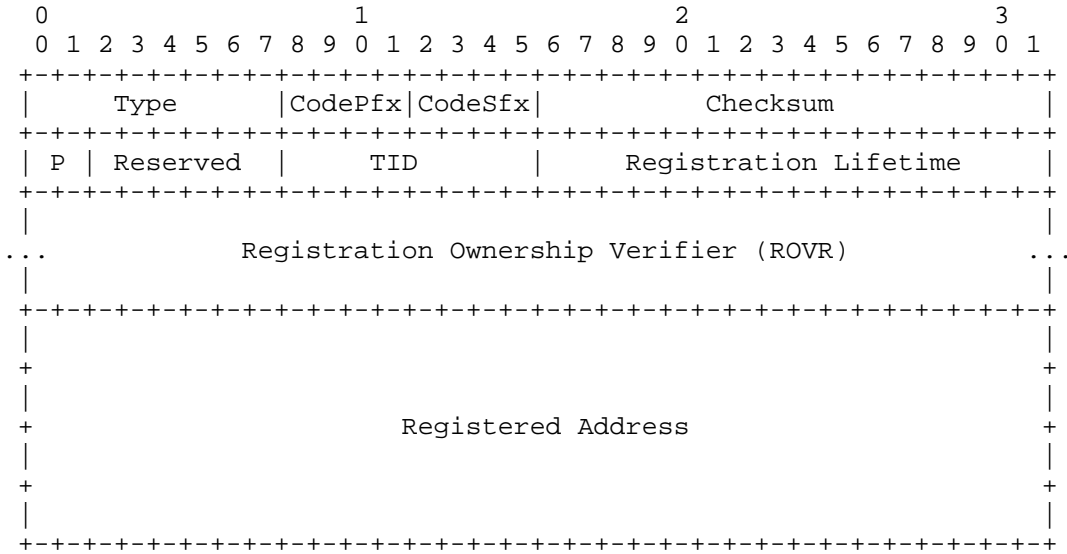 0                   1                   2                   3
 0 1 2 3 4 5 6 7 8 9 0 1 2 3 4 5 6 7 8 9 0 1 2 3 4 5 6 7 8 9 0 1
+-+-+-+-+-+-+-+-+-+-+-+-+-+-+-+-+-+-+-+-+-+-+-+-+-+-+-+-+-+-+-+-+
|      Type     |CodePfx|CodeSfx|          Checksum             |
+-+-+-+-+-+-+-+-+-+-+-+-+-+-+-+-+-+-+-+-+-+-+-+-+-+-+-+-+-+-+-+-+
| P | Reserved  |     TID       |     Registration Lifetime     |
+-+-+-+-+-+-+-+-+-+-+-+-+-+-+-+-+-+-+-+-+-+-+-+-+-+-+-+-+-+-+-+-+
|                                                               |
...            Registration Ownership Verifier (ROVR)           ...
|                                                               |
+-+-+-+-+-+-+-+-+-+-+-+-+-+-+-+-+-+-+-+-+-+-+-+-+-+-+-+-+-+-+-+-+
|                                                               |
+                                                               +
|                                                               |
+                       Registered Address                      +
|                                                               |
+                                                               +
|                                                               |
+-+-+-+-+-+-+-+-+-+-+-+-+-+-+-+-+-+-+-+-+-+-+-+-+-+-+-+-+-+-+-+-+